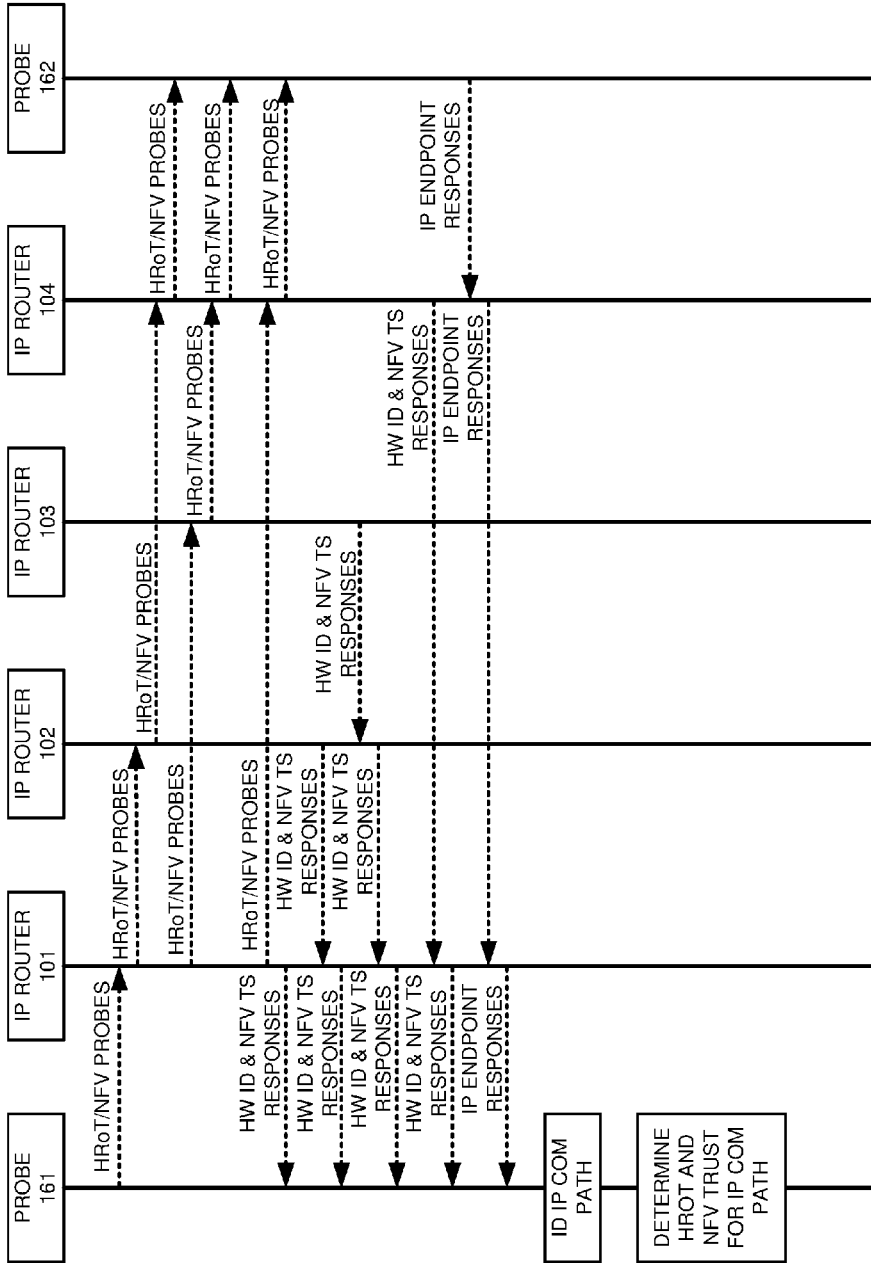 PROBE
161
IP ROUTER
101
IP ROUTER
102
IP ROUTER
103
IP ROUTER
104
PROBE
162
HRoT/NFV PROBES
HRoT/NFV PROBES
HRoT/NFV PROBES
HRoT/NFV PROBES
HRoT/NFV PROBES
HRoT/NFV PROBES
HRoT/NFV PROBES
HRoT/NFV PROBES
HRoT/NFV PROBES
HW ID & NFV TS
RESPONSES
HW ID & NFV TS
RESPONSES
HW ID & NFV TS
RESPONSES
HW ID & NFV TS
RESPONSES
IP ENDPOINT
RESPONSES
HW ID & NFV TS
RESPONSES
HW ID & NFV TS
RESPONSES
HW ID & NFV TS
RESPONSES
HW ID & NFV TS
RESPONSES
IP ENDPOINT
RESPONSES
IP ENDPOINT
RESPONSES
ID IP COM
PATH
DETERMINE
HROT AND
NFV TRUST
FOR IP COM
PATH